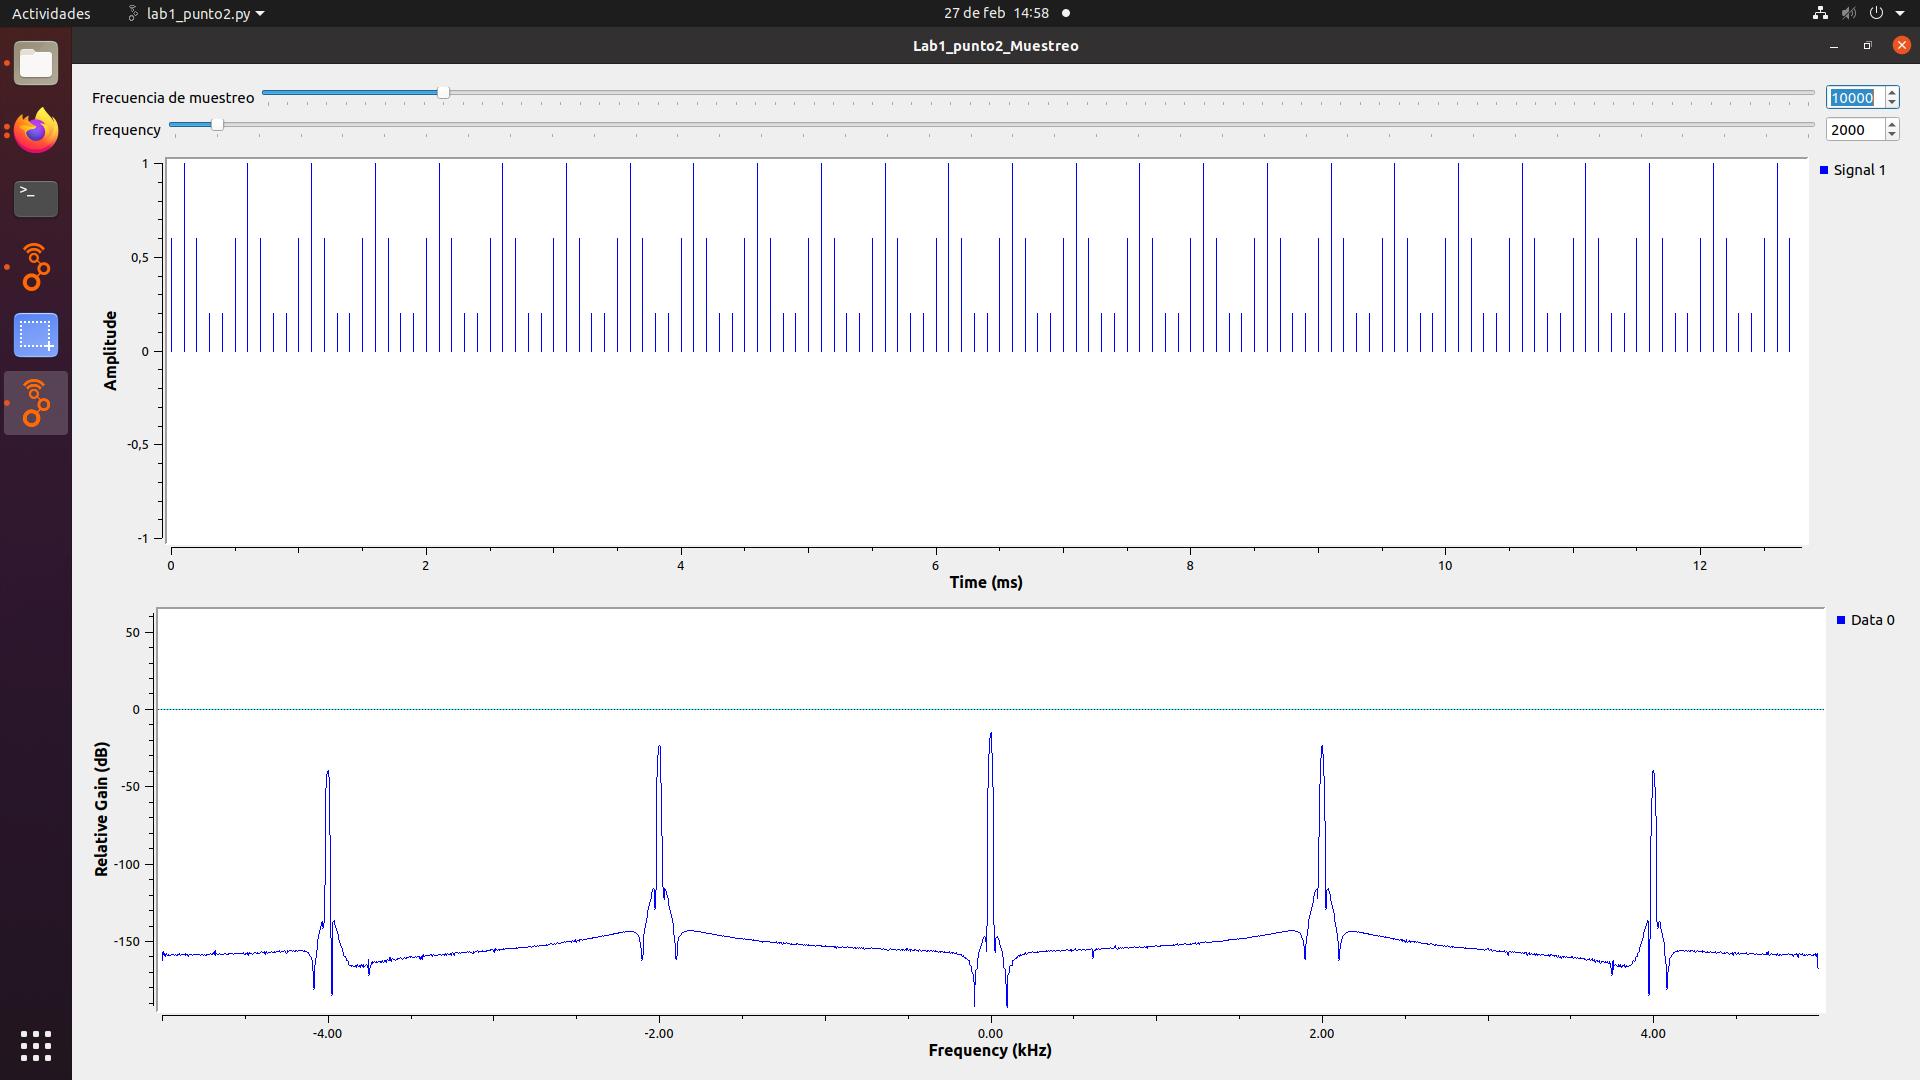 Actividades lab1_punto2.py 27 de feb 14:58
Lab1_punto2_Muestreo
Frecuencia de muestreo 10000
frequency 2000
Signal 1
1
0,5
0
-0,5
-1
Amplitude
0 2 4 6 8 10 12
Time (ms)
Data 0
50
0
-50
-100
-150
Relative Gain (dB)
-4.00 -2.00 0.00 2.00 4.00
Frequency (kHz)